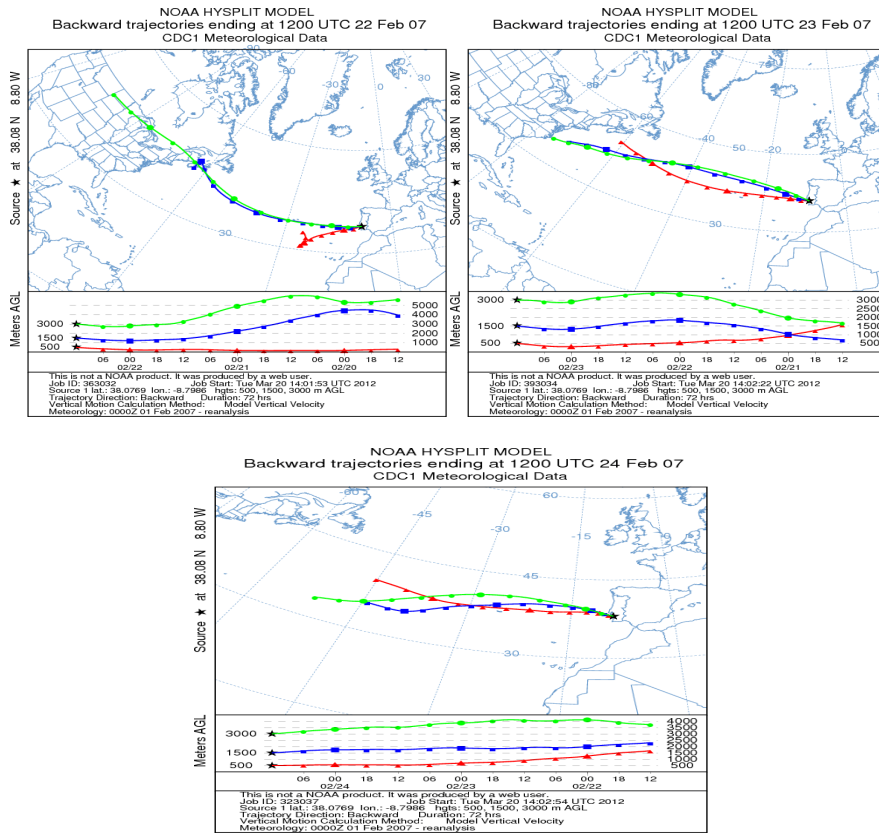 NOAA HYSPLIT MODEL
Backward trajectories ending at 1200 UTC 22 Feb 07
CDC1 Meteorological Data
Source ★ at 38.08 N 8.80 W
30
Meters AGL
3000
1500
500
5000
4000
3000
2000
1000
06 00 18 12 06 00 18 12 06 00 18 12
02/22 02/21 02/20
This is not a NOAA product. It was produced by a web user.
Job ID: 363032 Job Start: Tue Mar 20 14:01:53 UTC 2012
Source 1 lat.: 38.0769 lon.: -8.7986 hgts: 500, 1500, 3000 m AGL
Trajectory Direction: Backward Duration: 72 hrs
Vertical Motion Calculation Method: Model Vertical Velocity
Meteorology: 0000Z 01 Feb 2007 - reanalysis
NOAA HYSPLIT MODEL
Backward trajectories ending at 1200 UTC 23 Feb 07
CDC1 Meteorological Data
Source ★ at 38.08 N 8.80 W
-40
50
-20
30
Meters AGL
3000
1500
500
3000
2500
2000
1500
1000
500
06 00 18 12 06 00 18 12 06 00 18 12
02/23 02/22 02/21
This is not a NOAA product. It was produced by a web user.
Job ID: 393034 Job Start: Tue Mar 20 14:02:22 UTC 2012
Source 1 lat.: 38.0769 lon.: -8.7986 hgts: 500, 1500, 3000 m AGL
Trajectory Direction: Backward Duration: 72 hrs
Vertical Motion Calculation Method: Model Vertical Velocity
Meteorology: 0000Z 01 Feb 2007 - reanalysis
NOAA HYSPLIT MODEL
Backward trajectories ending at 1200 UTC 24 Feb 07
CDC1 Meteorological Data
Source ★ at 38.08 N 8.80 W
-60
-45
60
-30
-15
45
30
Meters AGL
3000
1500
500
4000
3500
3000
2500
2000
1500
1000
500
06 00 18 12 06 00 18 12 06 00 18 12
02/24 02/23 02/22
This is not a NOAA product. It was produced by a web user.
Job ID: 323037 Job Start: Tue Mar 20 14:02:54 UTC 2012
Source 1 lat.: 38.0769 lon.: -8.7986 hgts: 500, 1500, 3000 m AGL
Trajectory Direction: Backward Duration: 72 hrs
Vertical Motion Calculation Method: Model Vertical Velocity
Meteorology: 0000Z 01 Feb 2007 - reanalysis